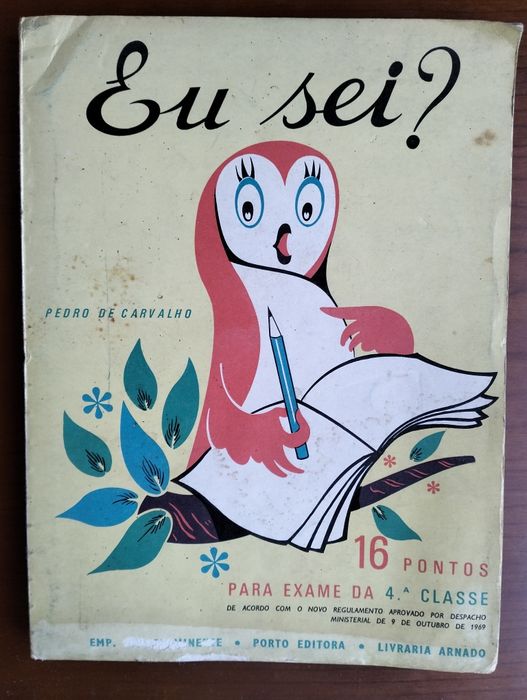 Eu sei?
PEDRO DE CARVALHO
16 PONTOS
PARA EXAME DA 4.ª CLASSE
DE ACORDO COM O NOVO REGULAMENTO APROVADO POR DESPACHO
MINISTERIAL DE 9 DE OUTUBRO DE 1969
EMP. • PORTO EDITORA • LIVRARIA ARNADO